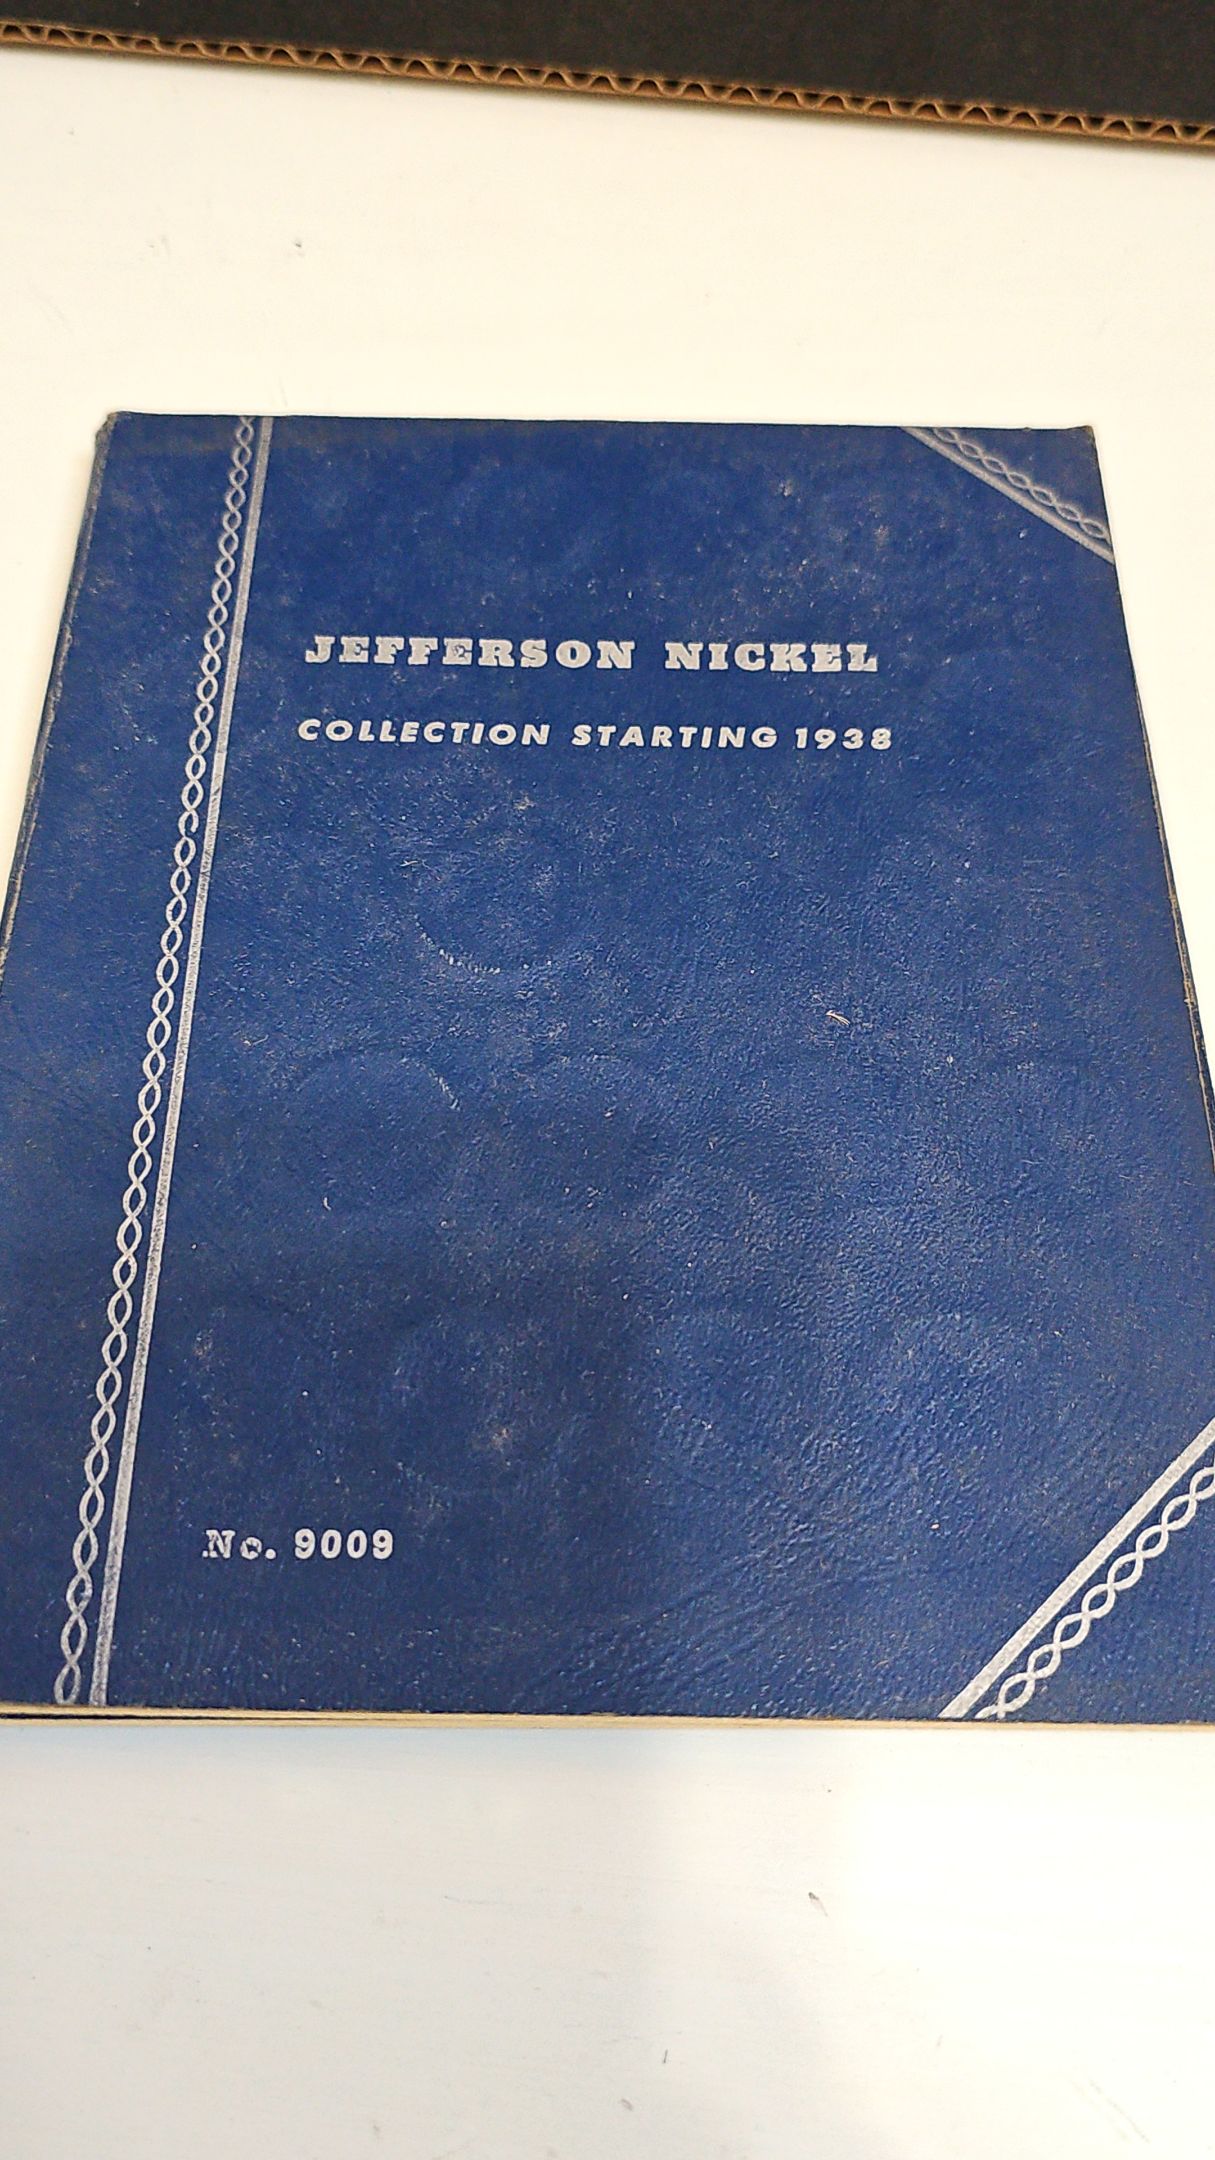 JEFFERSON NICKEL
COLLECTION STARTING 1938
No. 9009